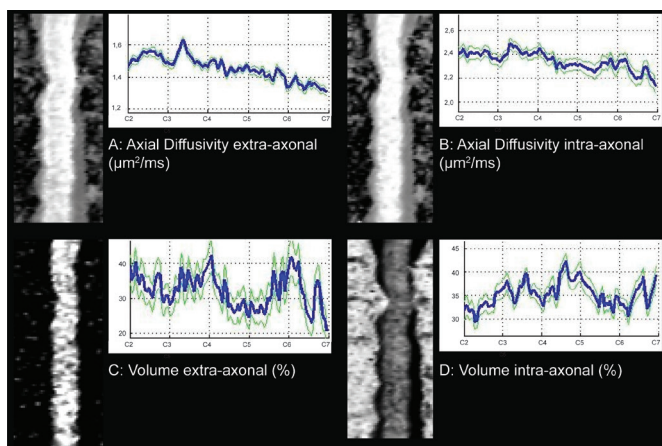 1,6
1,4
1,2
C2 C3 C4 C5 C6 C7
A: Axial Diffusivity extra-axonal
(µm²/ms)
2,6
2,4
2,2
2,0
C2 C3 C4 C5 C6 C7
B: Axial Diffusivity intra-axonal
(µm²/ms)
40
30
20
C2 C3 C4 C5 C6 C7
C: Volume extra-axonal (%)
45
40
35
30
C2 C3 C4 C5 C6 C7
D: Volume intra-axonal (%)